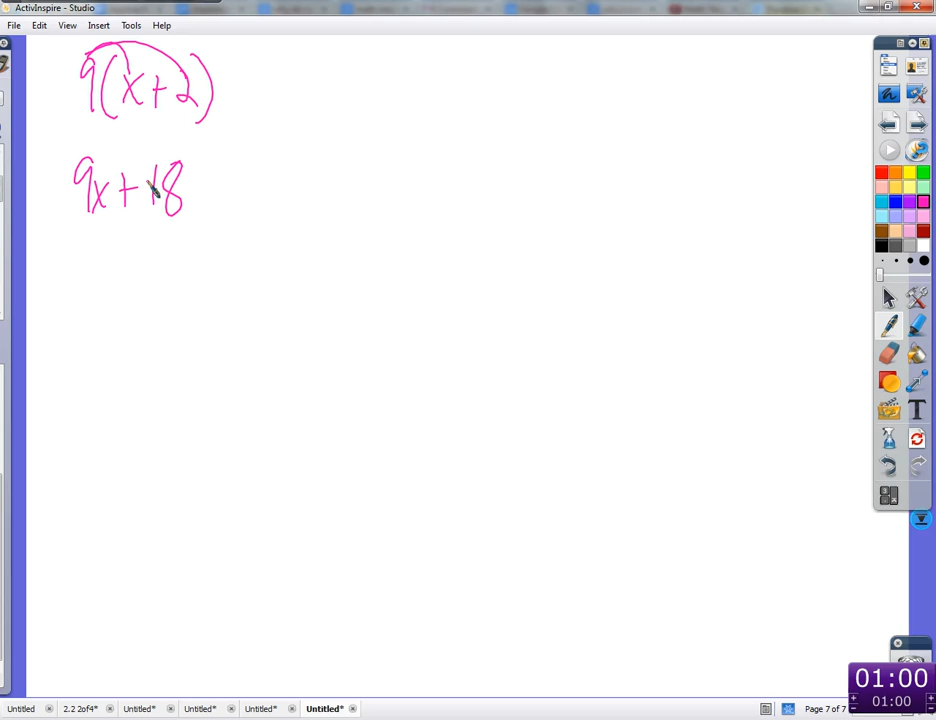 ActivInspire - Studio
File Edit View Insert Tools Help
9(x+2)
9x+18
01:00
01:00
Untitled 2.2 2of4* Untitled* Untitled* Untitled* Untitled* Page 7 of 7